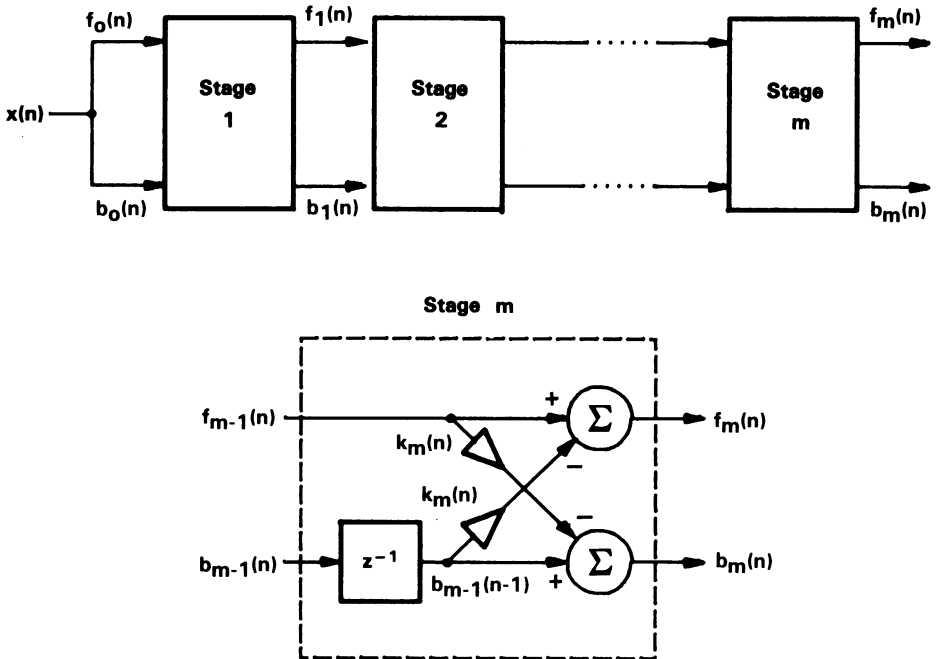 f₀(n) f₁(n) fₘ(n)
Stage 1
Stage 2
Stage m
x(n)
b₀(n) b₁(n) bₘ(n)
Stage m
fₘ₋₁(n) + Σ fₘ(n)
kₘ(n) −
kₘ(n) −
bₘ₋₁(n) z⁻¹ bₘ₋₁(n-1) + Σ bₘ(n)